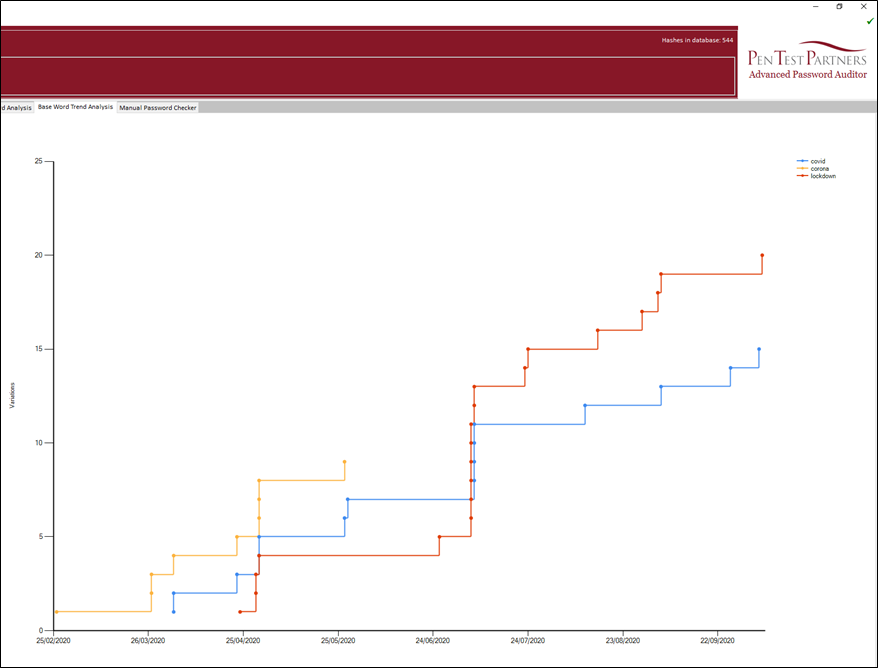 Hashes in database: 544
PEN TEST PARTNERS
Advanced Password Auditor
d Analysis
Base Word Trend Analysis
Manual Password Checker
covid
corona
lockdown
25
20
15
10
5
0
Variations
25/02/2020
26/03/2020
25/04/2020
25/05/2020
24/06/2020
24/07/2020
23/08/2020
22/09/2020